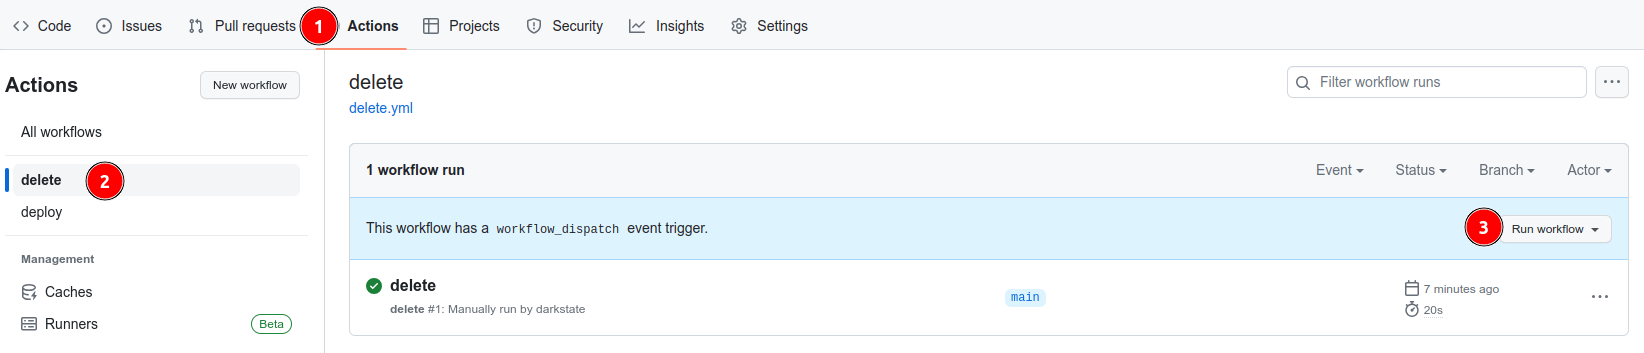 Code Issues Pull requests 1 Actions Projects Security Insights Settings
Actions New workflow
All workflows
delete 2
deploy
Management
Caches
Runners Beta
delete
delete.yml
Filter workflow runs
1 workflow run Event Status Branch Actor
This workflow has a workflow_dispatch event trigger. 3 Run workflow
delete
delete #1: Manually run by darkstate
main
7 minutes ago
20s